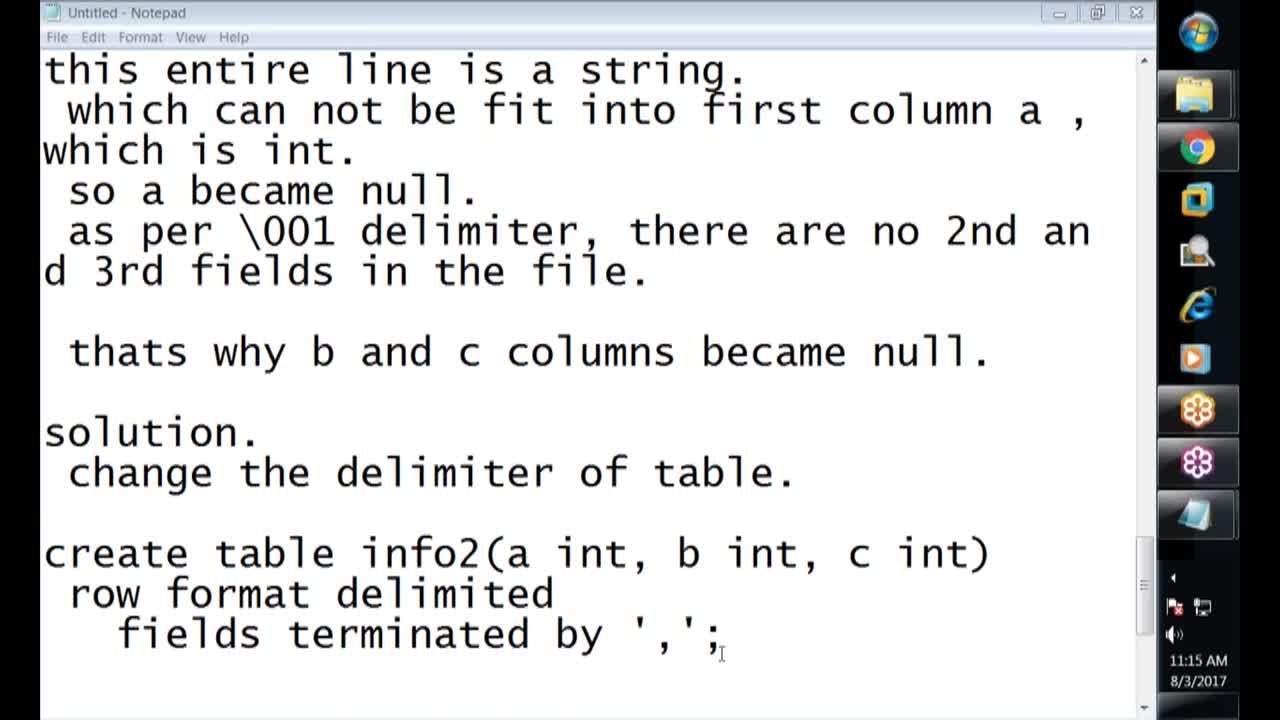 Untitled - Notepad
File Edit Format View Help
this entire line is a string.
which can not be fit into first column a ,
which is int.
so a became null.
as per \001 delimiter, there are no 2nd an
d 3rd fields in the file.
thats why b and c columns became null.
solution.
change the delimiter of table.
create table info2(a int, b int, c int)
row format delimited
fields terminated by ',';
11:15 AM
8/3/2017